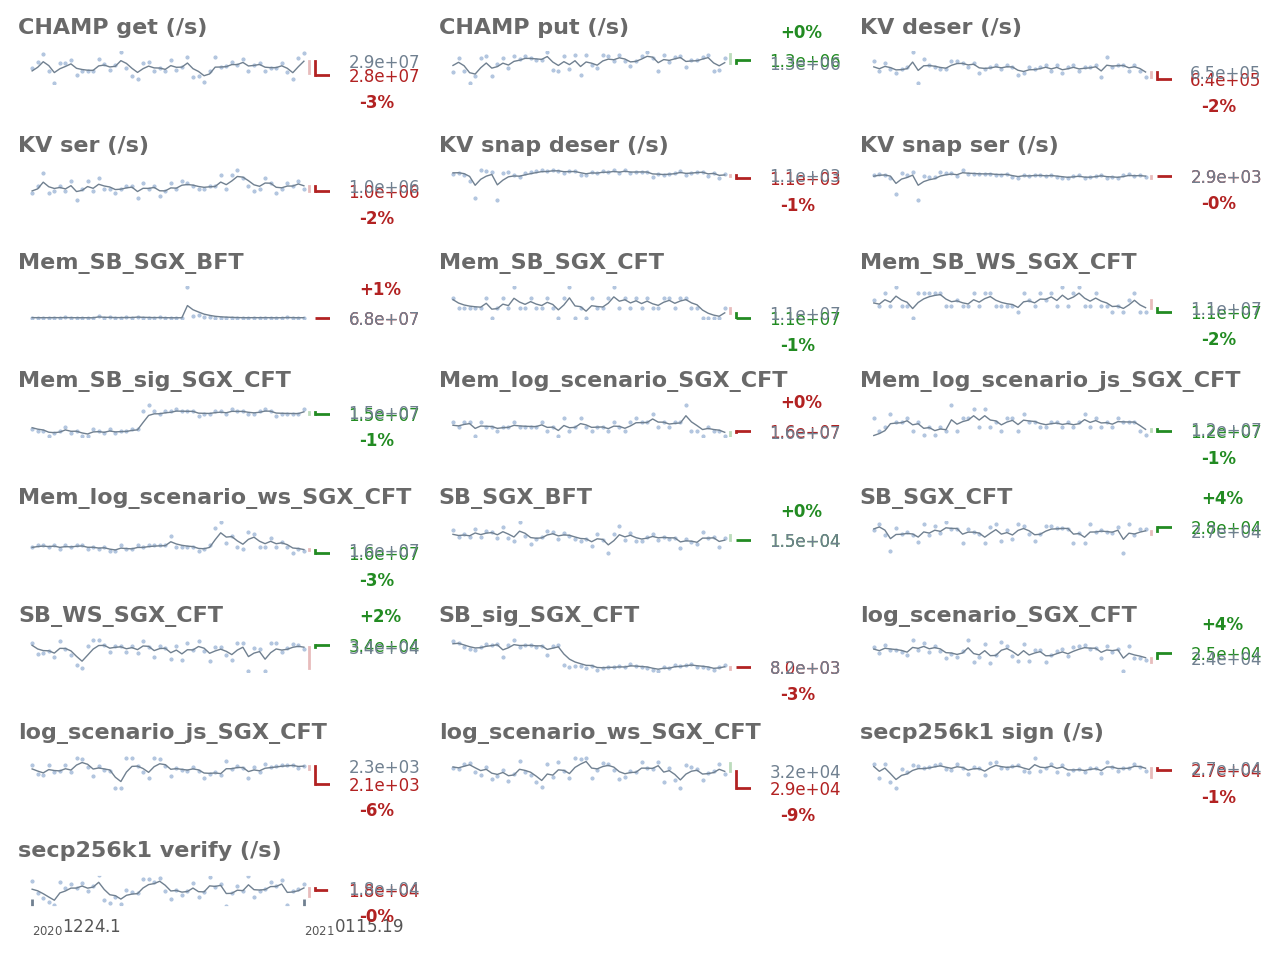 CHAMP get (/s)
2.9e+07
2.8e+07
-3%
CHAMP put (/s)
+0%
1.3e+06
KV deser (/s)
6.5e+05
6.4e+05
-2%
KV ser (/s)
1.0e+06
1.0e+06
-2%
KV snap deser (/s)
1.1e+03
1.1e+03
-1%
KV snap ser (/s)
2.9e+03
-0%
Mem_SB_SGX_BFT
+1%
6.8e+07
Mem_SB_SGX_CFT
1.1e+07
1.1e+07
-1%
Mem_SB_WS_SGX_CFT
1.1e+07
1.1e+07
-2%
Mem_SB_sig_SGX_CFT
1.5e+07
1.5e+07
-1%
Mem_log_scenario_SGX_CFT
+0%
1.6e+07
1.6e+07
Mem_log_scenario_js_SGX_CFT
1.2e+07
1.2e+07
-1%
Mem_log_scenario_ws_SGX_CFT
1.6e+07
1.6e+07
-3%
SB_SGX_BFT
+0%
1.5e+04
SB_SGX_CFT
+4%
2.8e+04
2.7e+04
SB_WS_SGX_CFT
+2%
3.4e+04
3.4e+04
SB_sig_SGX_CFT
-3%
log_scenario_SGX_CFT
+4%
2.5e+04
2.4e+04
log_scenario_js_SGX_CFT
2.3e+03
2.1e+03
-6%
log_scenario_ws_SGX_CFT
3.2e+04
2.9e+04
-9%
secp256k1 sign (/s)
2.7e+04
2.7e+04
-1%
secp256k1 verify (/s)
1.8e+04
1.8e+04
-0%
2020 1224.1
2021 0115.19